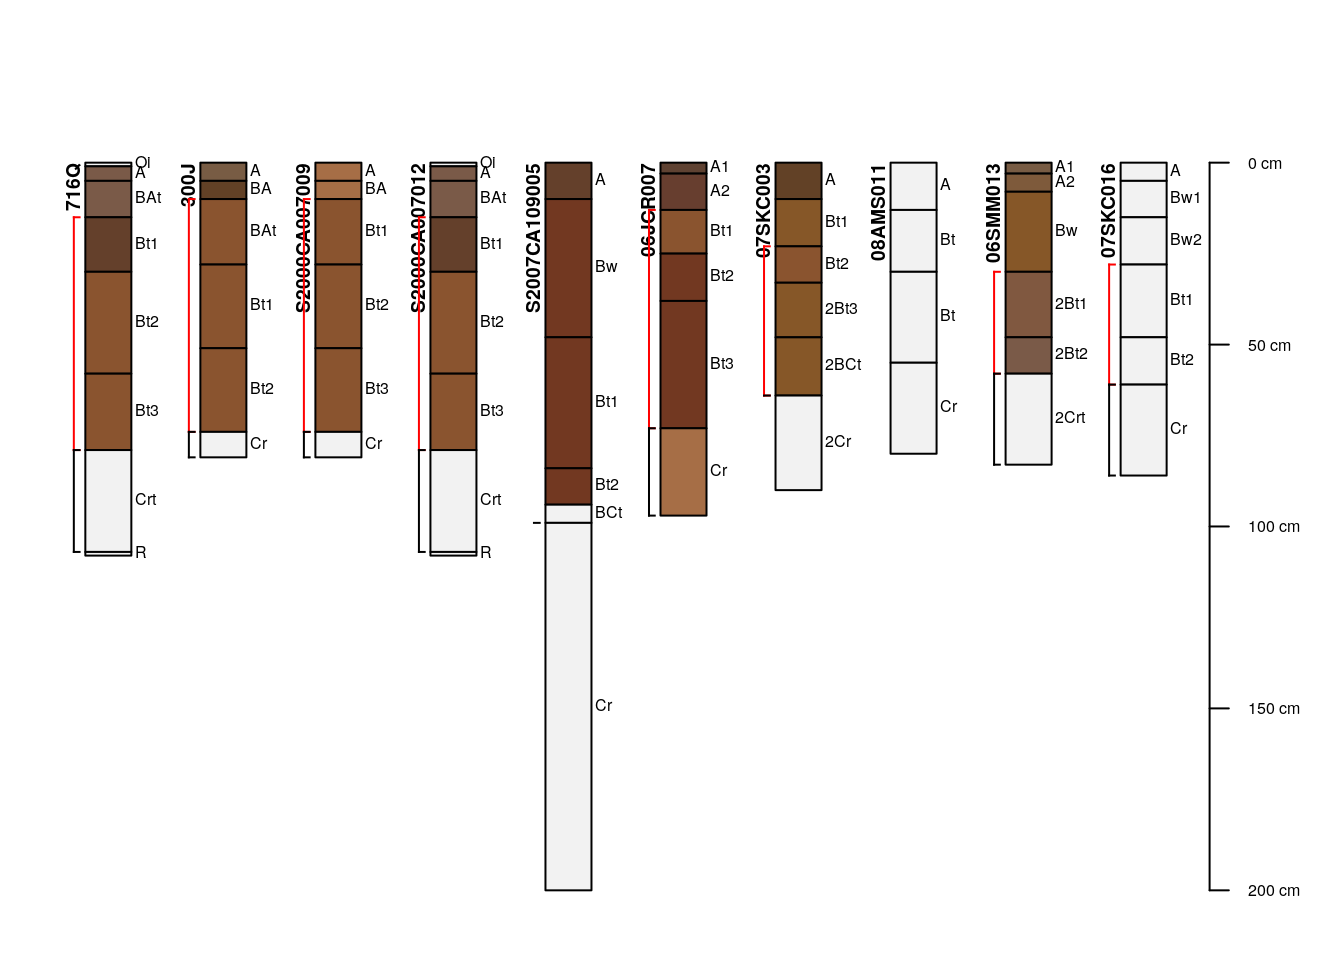 716Q
Oi
A
BAt
Bt1
Bt2
Bt3
Crt
R
300J
A
BA
BAt
Bt1
Bt2
Cr
S2000CA007009
A
BA
Bt1
Bt2
Bt3
Cr
S2000CA007012
Oi
A
BAt
Bt1
Bt2
Bt3
Crt
R
S2007CA109005
A
Bw
Bt1
Bt2
BCt
Cr
06JCR007
A1
A2
Bt1
Bt2
Bt3
Cr
07SKC003
A
Bt1
Bt2
2Bt3
2BCt
2Cr
08AMS011
A
Bt
Bt
Cr
06SMM013
A1
A2
Bw
2Bt1
2Bt2
2Crt
07SKC016
A
Bw1
Bw2
Bt1
Bt2
Cr
0 cm
50 cm
100 cm
150 cm
200 cm